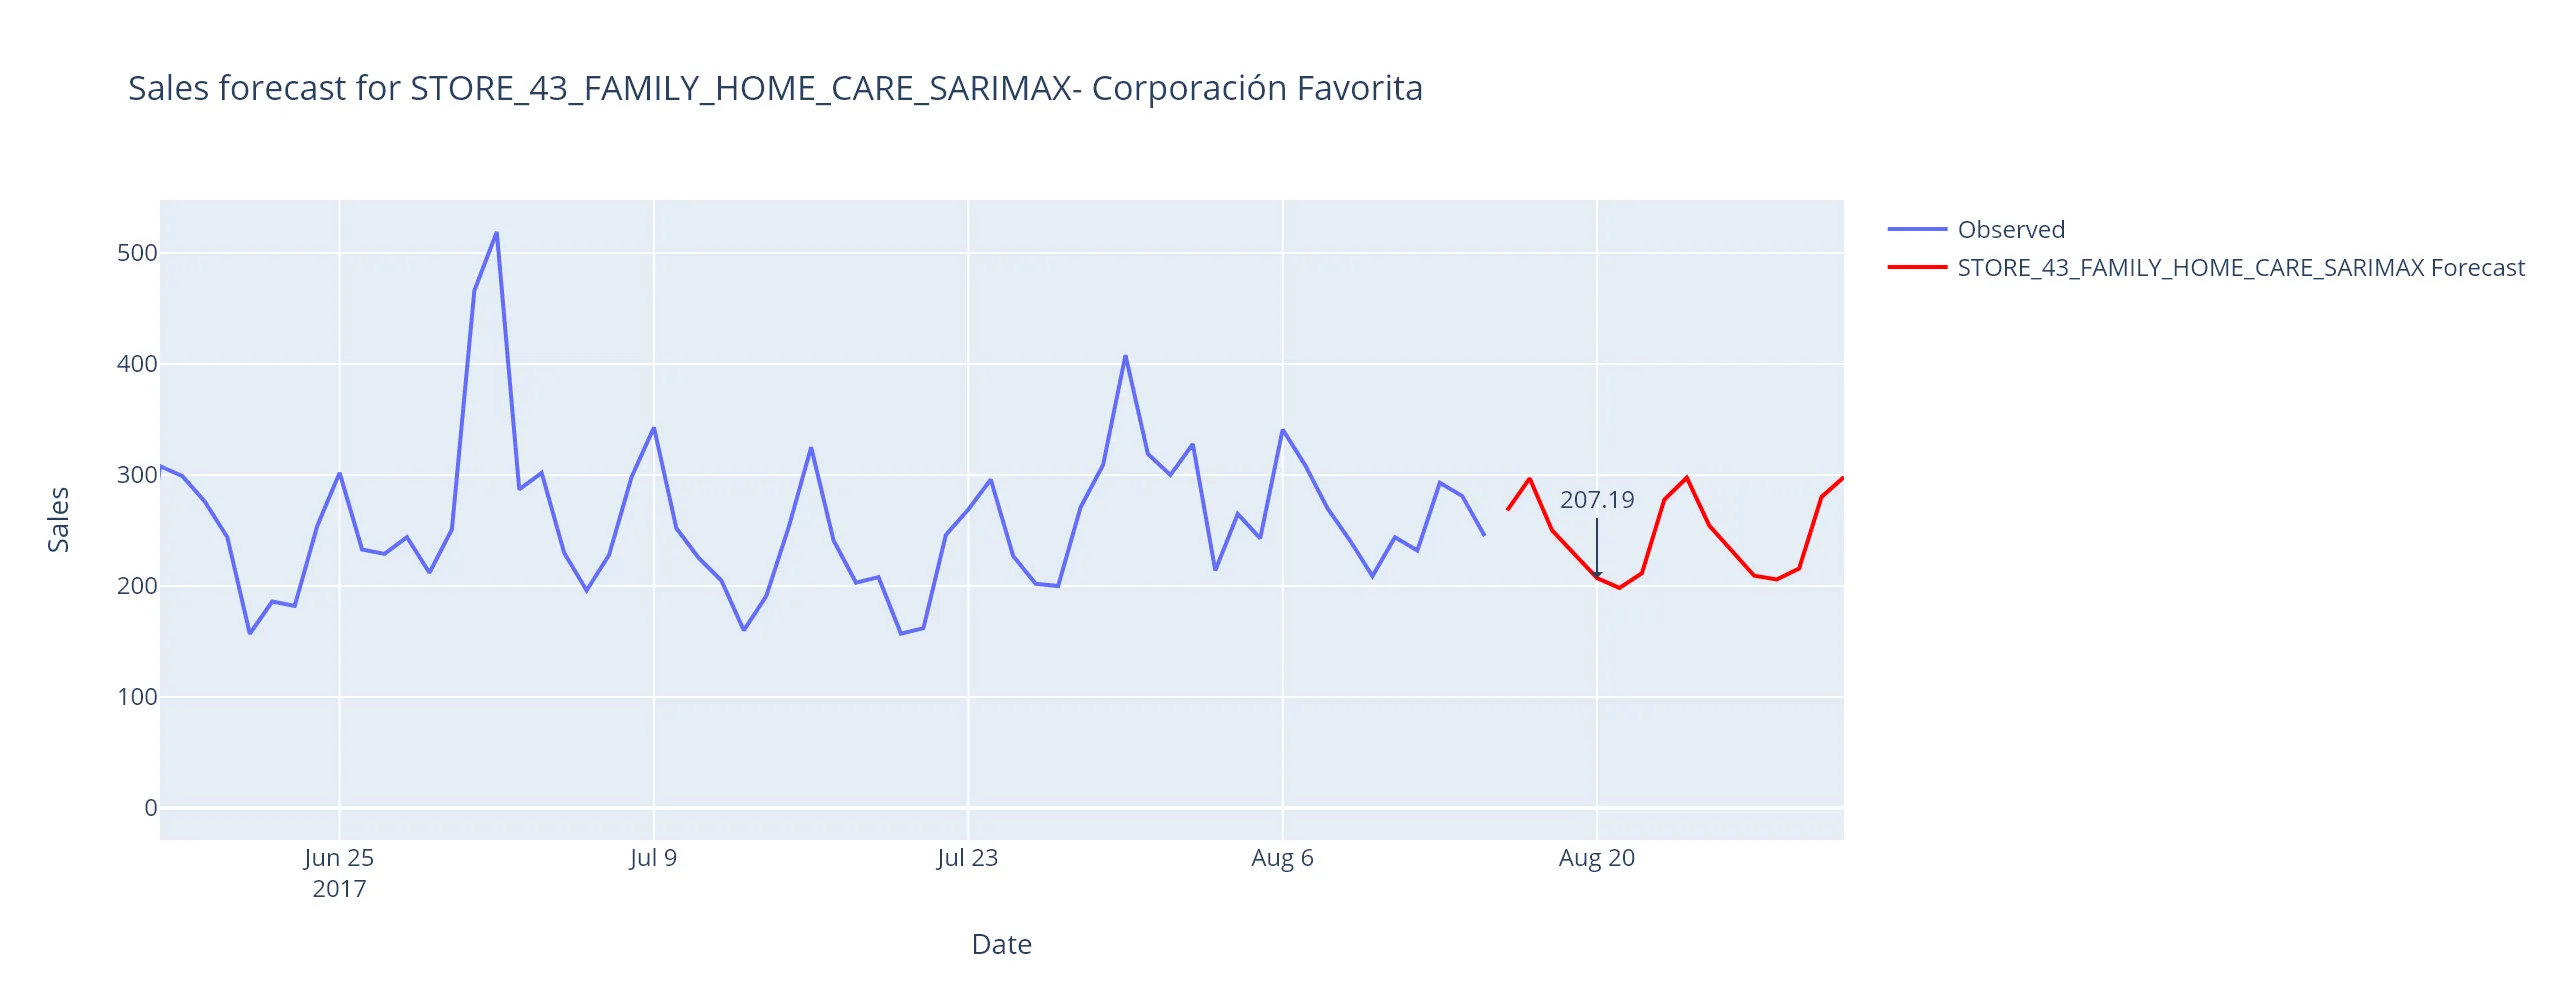 Sales forecast for STORE_43_FAMILY_HOME_CARE_SARIMAX- Corporación Favorita
Observed
STORE_43_FAMILY_HOME_CARE_SARIMAX Forecast
500
400
300
200
100
0
Sales
207.19
Jun 25
2017
Jul 9
Jul 23
Aug 6
Aug 20
Date